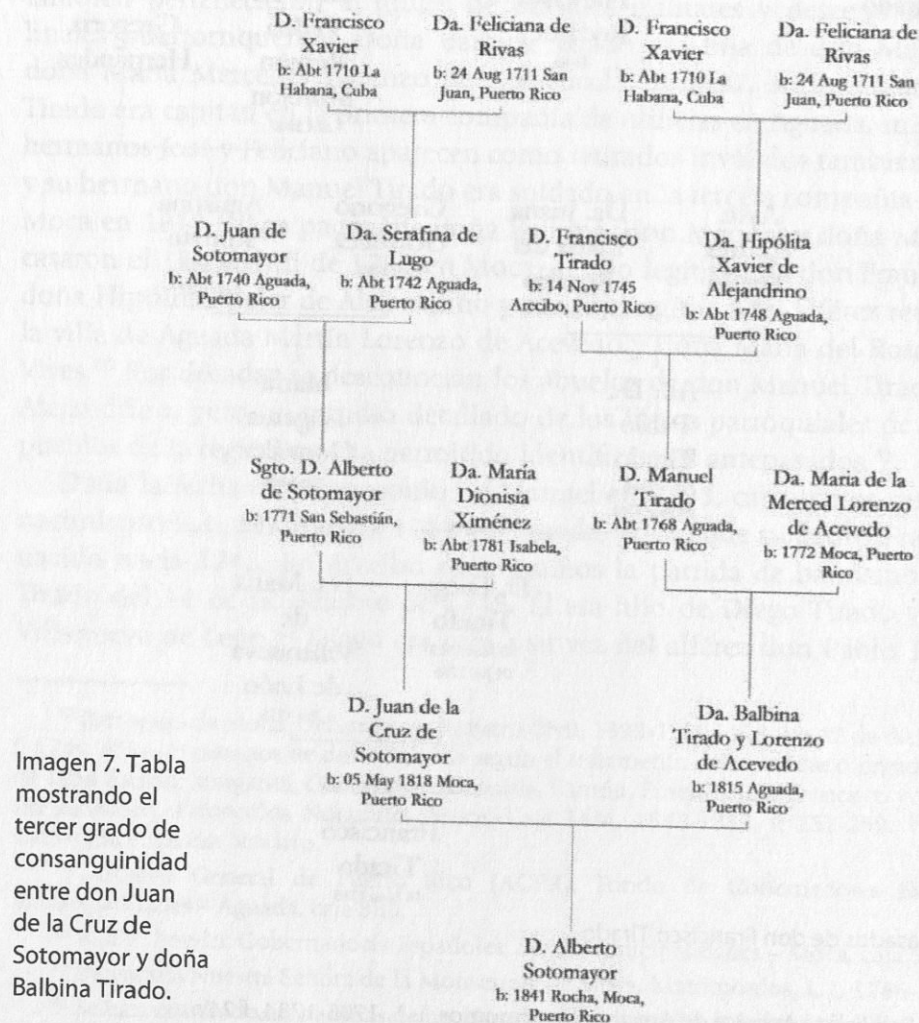 D. Francisco
Xavier
b: Abt 1710 La
Habana, Cuba
Da. Feliciana de
Rivas
b: 24 Aug 1711 San
Juan, Puerto Rico
D. Francisco
Xavier
b: Abt 1710 La
Habana, Cuba
Da. Feliciana de
Rivas
b: 24 Aug 1711 San
Juan, Puerto Rico
D. Juan de
Sotomayor
b: Abt 1740 Aguada,
Puerto Rico
Da. Serafina de
Lugo
b: Abt 1742 Aguada,
Puerto Rico
D. Francisco
Tirado
b: 14 Nov 1745
Arecibo, Puerto Rico
Da. Hipólita
Xavier de
Alejandro
b: Abt 1748 Aguada,
Puerto Rico
Sgto. D. Alberto
de Sotomayor
b: 1771 San Sebastián,
Puerto Rico
Da. María
Dionisia
Ximénez
b: Abt 1781 Isabela,
Puerto Rico
D. Manuel
Tirado
b: Abt 1768 Aguada,
Puerto Rico
Da. María de la
Merced Lorenzo
de Acevedo
b: 1772 Moca, Puerto
Rico
D. Juan de la
Cruz de
Sotomayor
b: 05 May 1818 Moca,
Puerto Rico
Da. Balbina
Tirado y Lorenzo
de Acevedo
b: 1815 Aguada,
Puerto Rico
D. Alberto
Sotomayor
b: 1841 Rocha, Moca,
Puerto Rico
Imagen 7. Tabla
mostrando el
tercer grado de
consanguinidad
entre don Juan
de la Cruz de
Sotomayor y doña
Balbina Tirado.